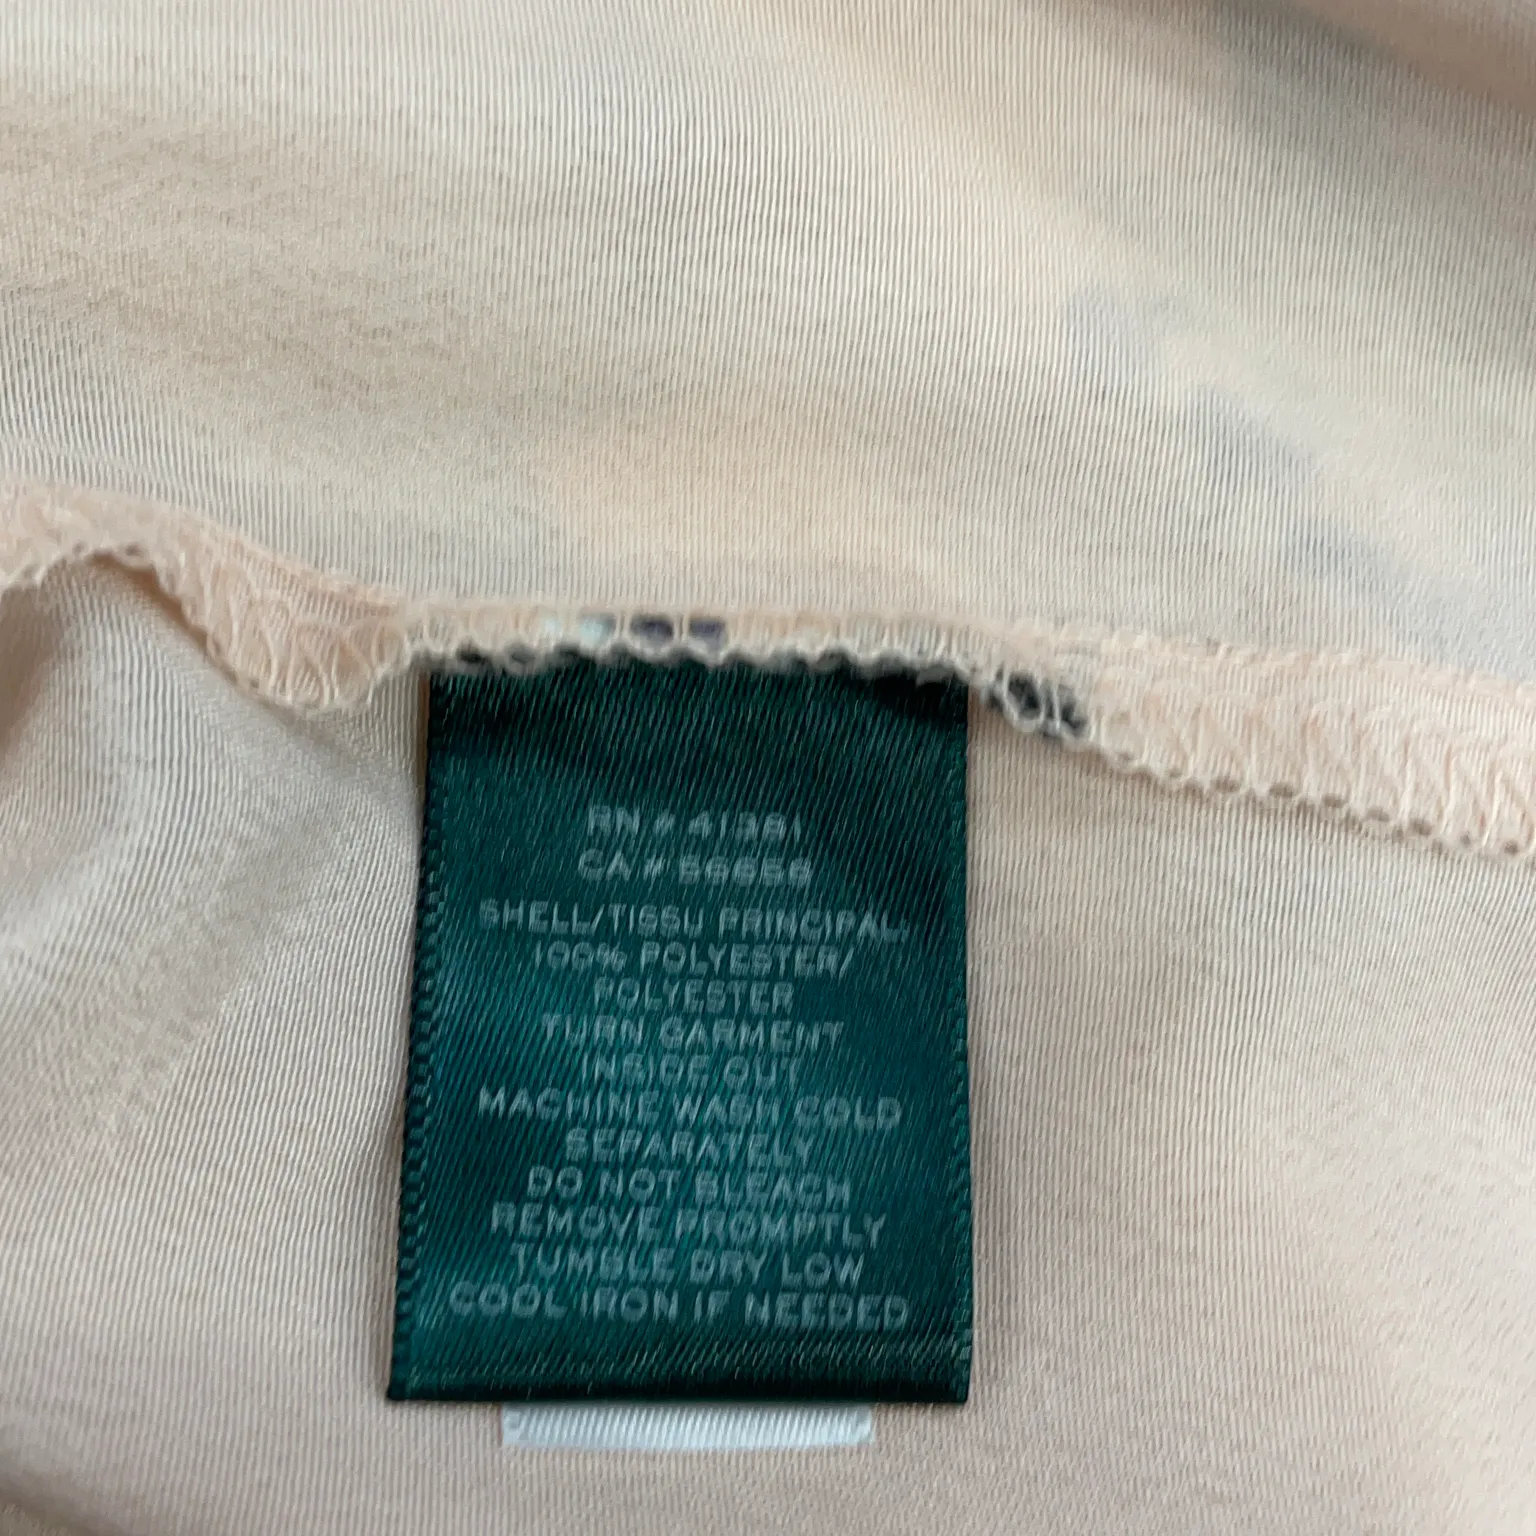 RN # 41381
CA # 56656
SHELL/TISSU PRINCIPAL:
100% POLYESTER/
POLYESTER
TURN GARMENT
INSIDE OUT
MACHINE WASH COLD
SEPARATELY
DO NOT BLEACH
REMOVE PROMPTLY
TUMBLE DRY LOW
COOL IRON IF NEEDED